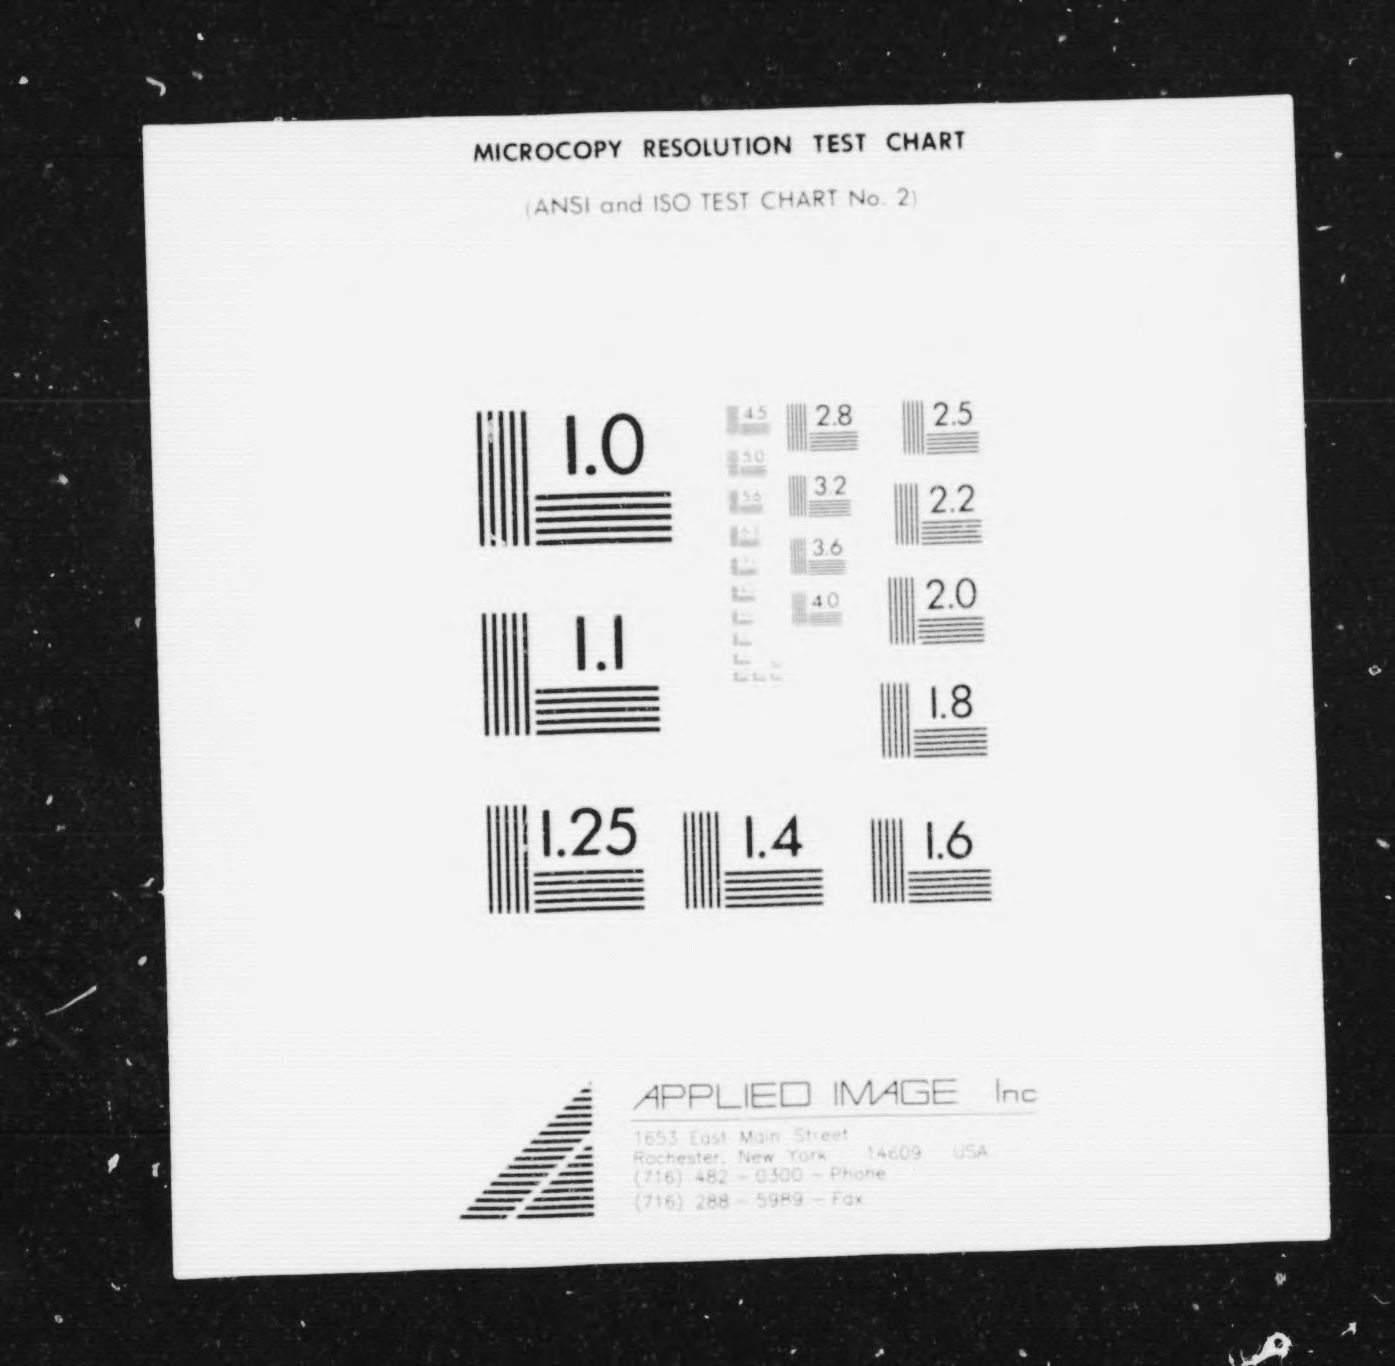 MICROCOPY RESOLUTION TEST CHART
(ANSI and ISO TEST CHART No. 2)
1.0
1.1
1.25
1.4
1.6
1.8
2.0
2.2
2.5
2.8
3.2
3.6
4.0
4.5
5.0
5.6
APPLIED IMAGE Inc
1653 East Main Street
Rochester, New York 14609 USA
(716) 482 - 0300 - Phone
(716) 288 - 5989 - Fax